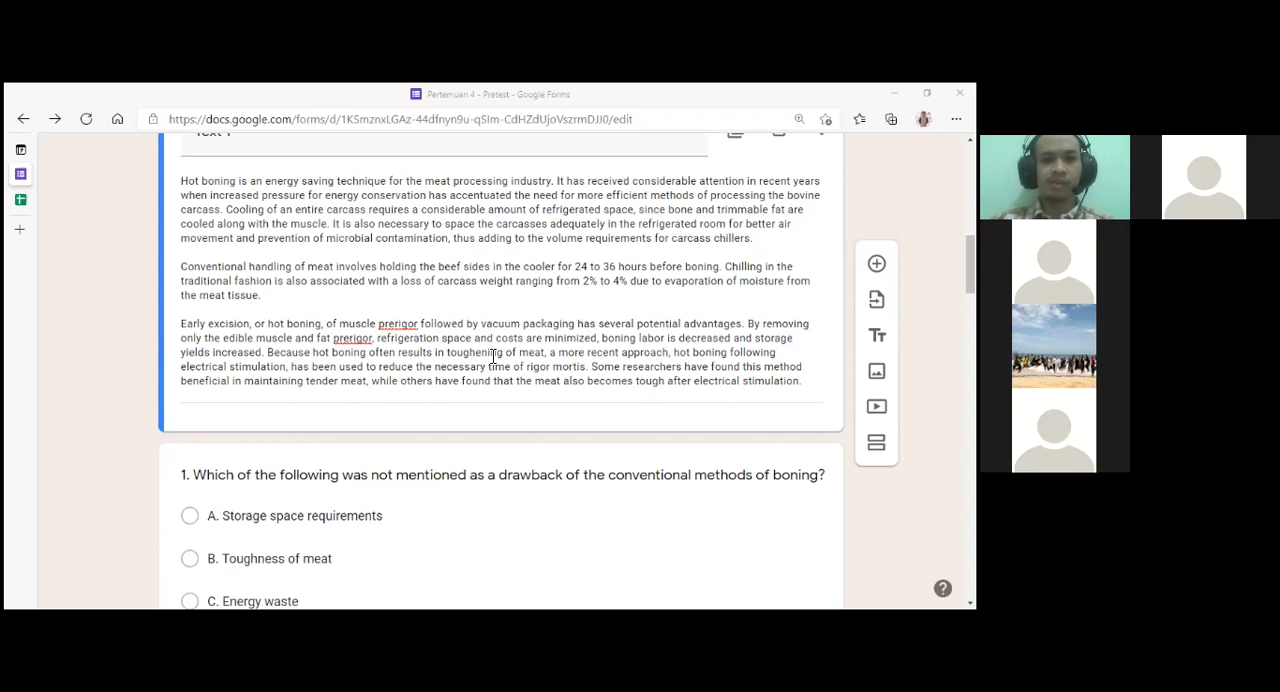 Pertemuan 4 - Pretest - Google Forms
https://docs.google.com/forms/d/1KSmznxLGAz-44dfnyn9u-qSIm-CdHZdUjoVszrmDJJ0/edit
Hot boning is an energy saving technique for the meat processing industry. It has received considerable attention in recent years
when increased pressure for energy conservation has accentuated the need for more efficient methods of processing the bovine
carcass. Cooling of an entire carcass requires a considerable amount of refrigerated space, since bone and trimmable fat are
cooled along with the muscle. It is also necessary to space the carcasses adequately in the refrigerated room for better air
movement and prevention of microbial contamination, thus adding to the volume requirements for carcass chillers.
Conventional handling of meat involves holding the beef sides in the cooler for 24 to 36 hours before boning. Chilling in the
traditional fashion is also associated with a loss of carcass weight ranging from 2% to 4% due to evaporation of moisture from
the meat tissue.
Early excision, or hot boning, of muscle prerigor followed by vacuum packaging has several potential advantages. By removing
only the edible muscle and fat prerigor, refrigeration space and costs are minimized, boning labor is decreased and storage
yields increased. Because hot boning often results in toughening of meat, a more recent approach, hot boning following
electrical stimulation, has been used to reduce the necessary time of rigor mortis. Some researchers have found this method
beneficial in maintaining tender meat, while others have found that the meat also becomes tough after electrical stimulation.
Tт
1. Which of the following was not mentioned as a drawback of the conventional methods of boning?
A. Storage space requirements
B. Toughness of meat
C. Energy waste